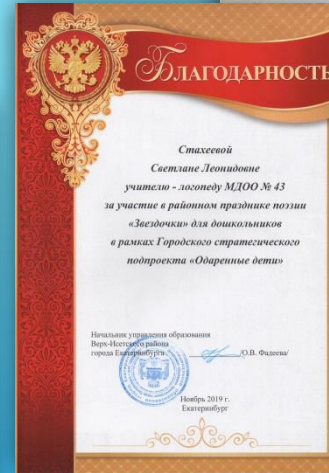 БЛАГОДАРНОСТЬ
Стахеевой
Светлане Леонидовне
учителю - логопеду МДОО № 43
за участие в районном празднике поэзии
«Звездочки» для дошкольников
в рамках Городского стратегического
подпроекта «Одаренные дети»
Начальник управления образования
Верх-Исетского района
города Екатеринбурга /О.В. Фадеева/
Ноябрь 2019 г.
Екатеринбург